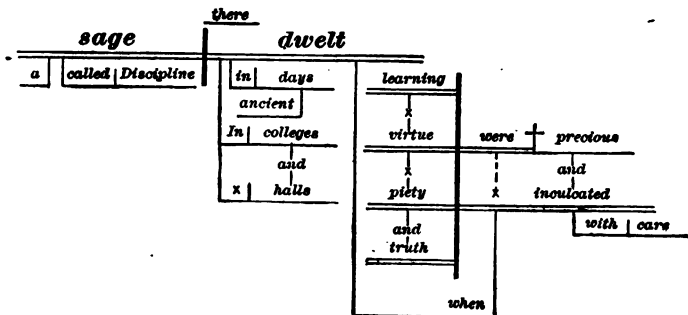 there
sage dwelt
a called Discipline in days learning
ancient x
In colleges virtue were precious
and x and
x halls piety x inoulcated
and with care
truth
when